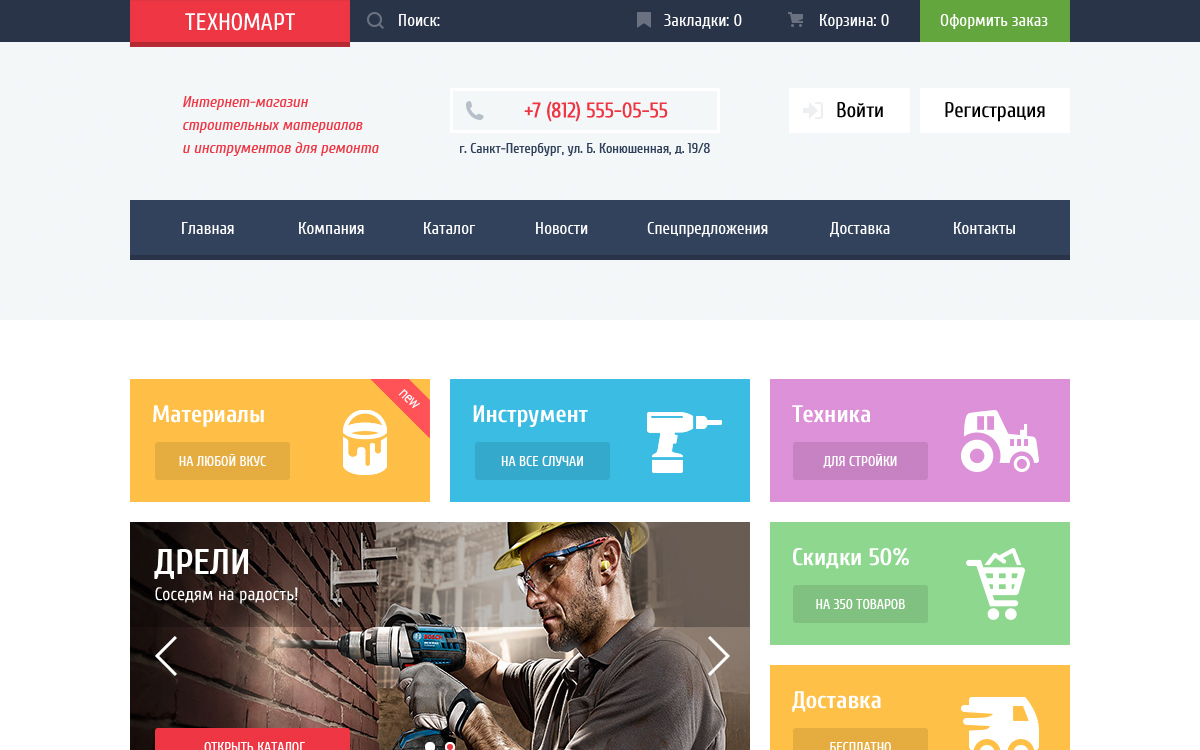 ТЕХНОМАРТ
Поиск:
Закладки: 0
Корзина: 0
Оформить заказ
Интернет-магазин
строительных материалов
и инструментов для ремонта
+7 (812) 555-05-55
г. Санкт-Петербург, ул. Б. Конюшенная, д. 19/8
Войти
Регистрация
Главная
Компания
Каталог
Новости
Спецпредложения
Доставка
Контакты
Материалы
НА ЛЮБОЙ ВКУС
new
Инструмент
НА ВСЕ СЛУЧАИ
Техника
ДЛЯ СТРОЙКИ
ДРЕЛИ
Соседям на радость!
BOSCH
ОТКРЫТЬ КАТАЛОГ
Скидки 50%
НА 350 ТОВАРОВ
Доставка
БЕСПЛАТНО